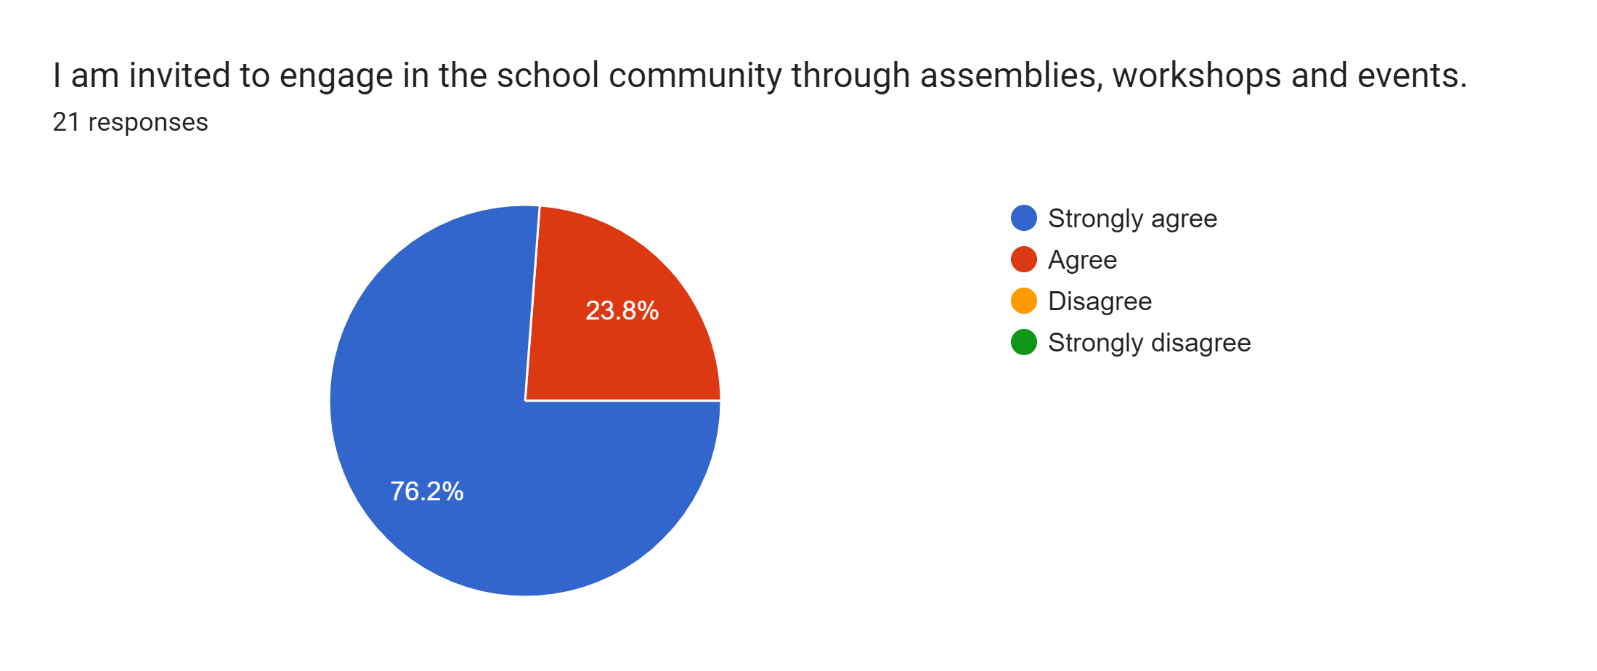 I am invited to engage in the school community through assemblies, workshops and events.
21 responses
Strongly agree
Agree
Disagree
Strongly disagree
23.8%
76.2%